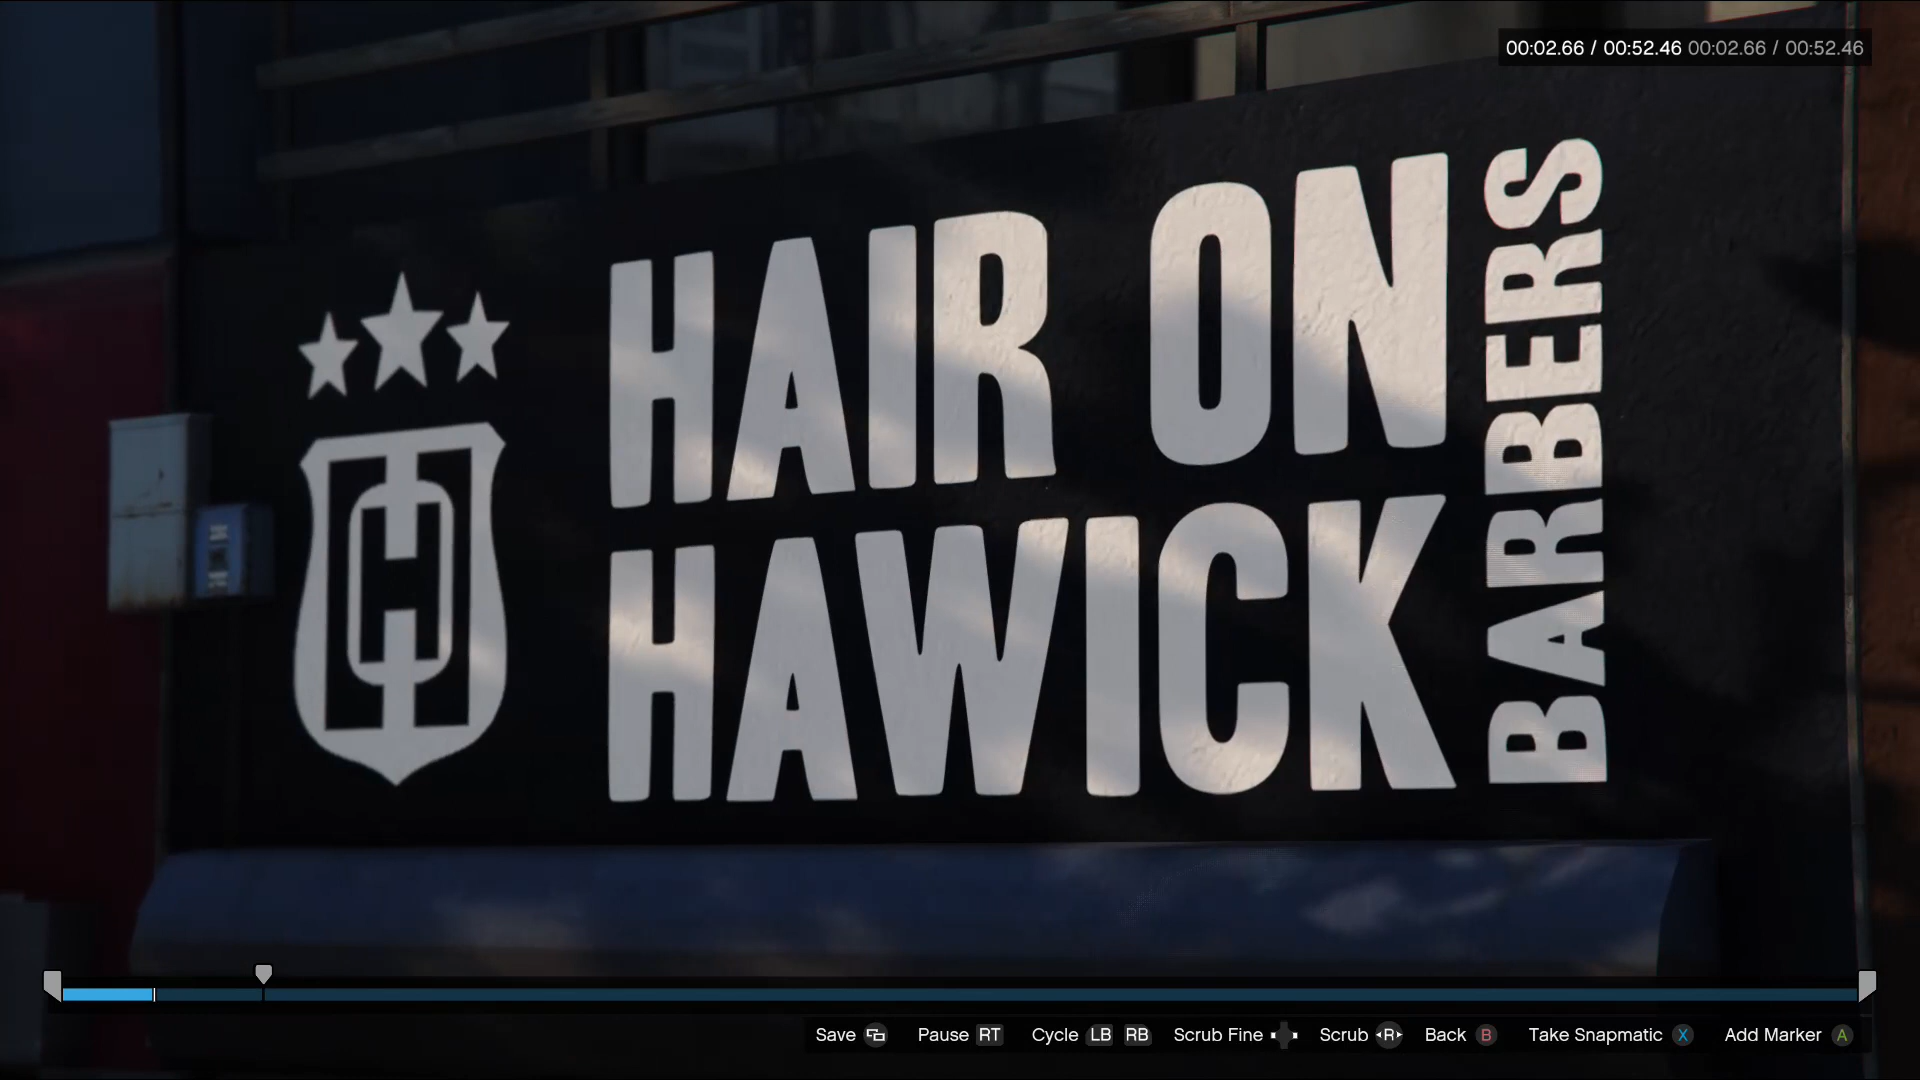 00:02.66 / 00:52.46 00:02.66 / 00:52.46
HAIR ON
HAWICK
BARBERS
Save Pause RT Cycle LB RB Scrub Fine Scrub R Back B Take Snapmatic X Add Marker A